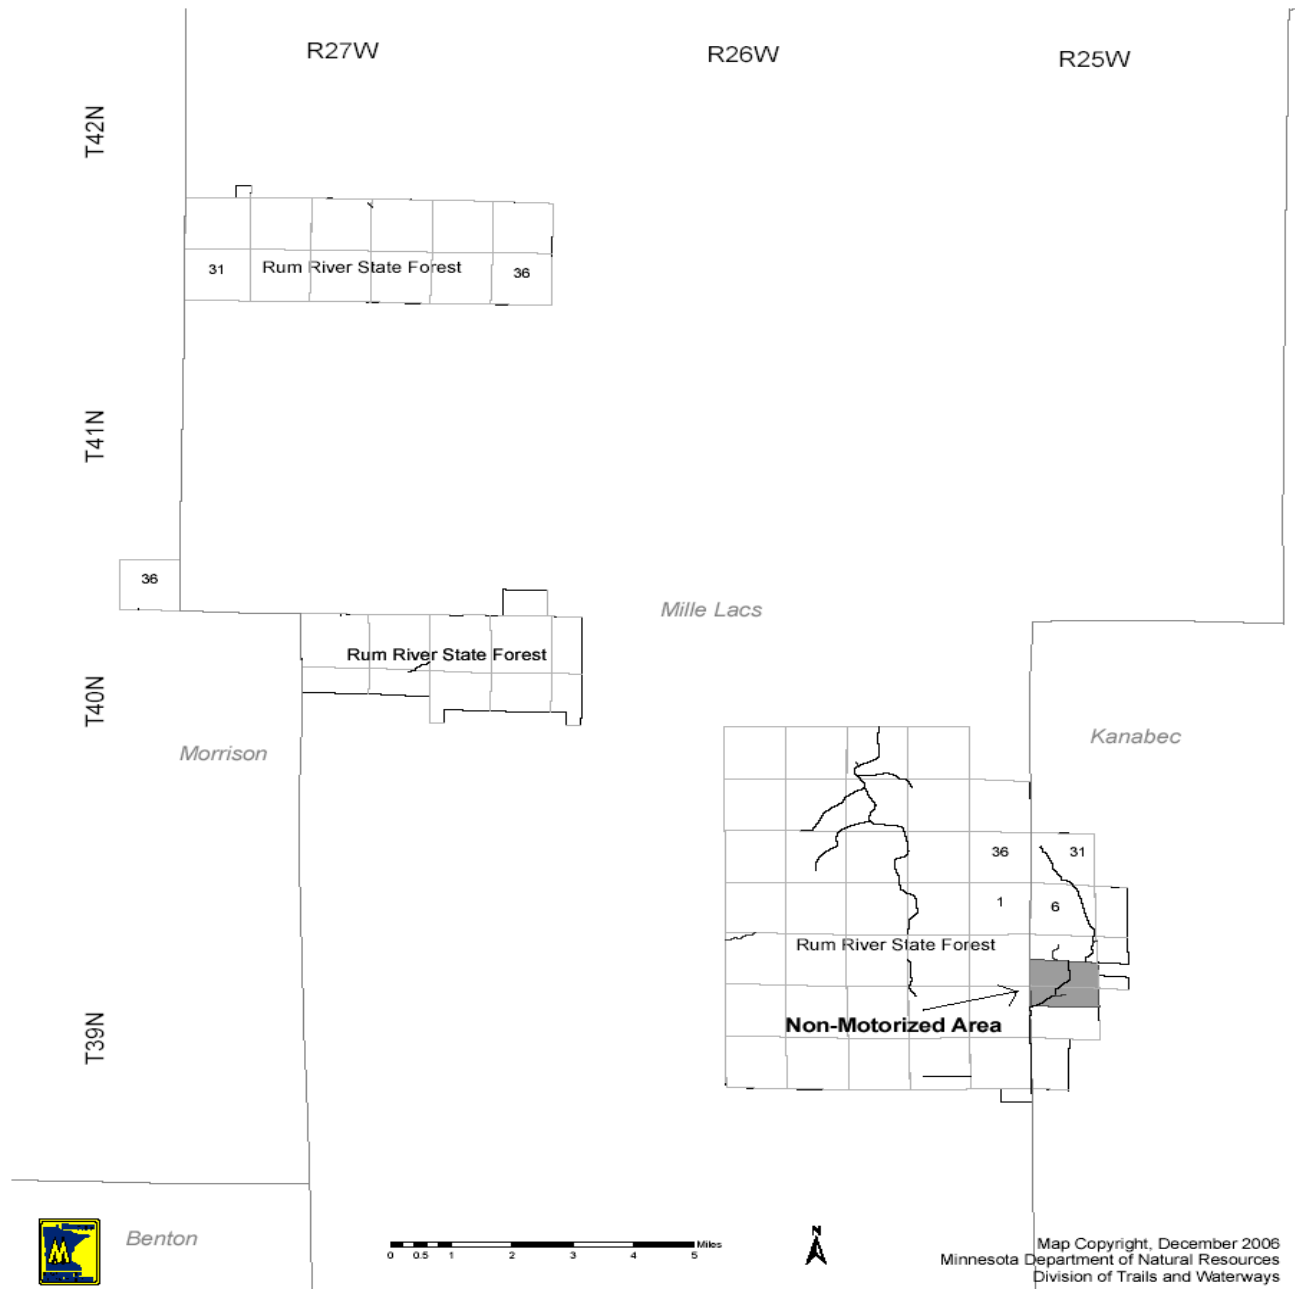 R27W
R26W
R25W
T42N
31
Rum River State Forest
36
T41N
36
Mille Lacs
Rum River State Forest
T40N
Morrison
Kanabec
36
31
1
6
Rum River State Forest
Non-Motorized Area
T39N
Benton
0 0.5 1 2 3 4 5 Miles
N
Map Copyright, December 2006
Minnesota Department of Natural Resources
Division of Trails and Waterways